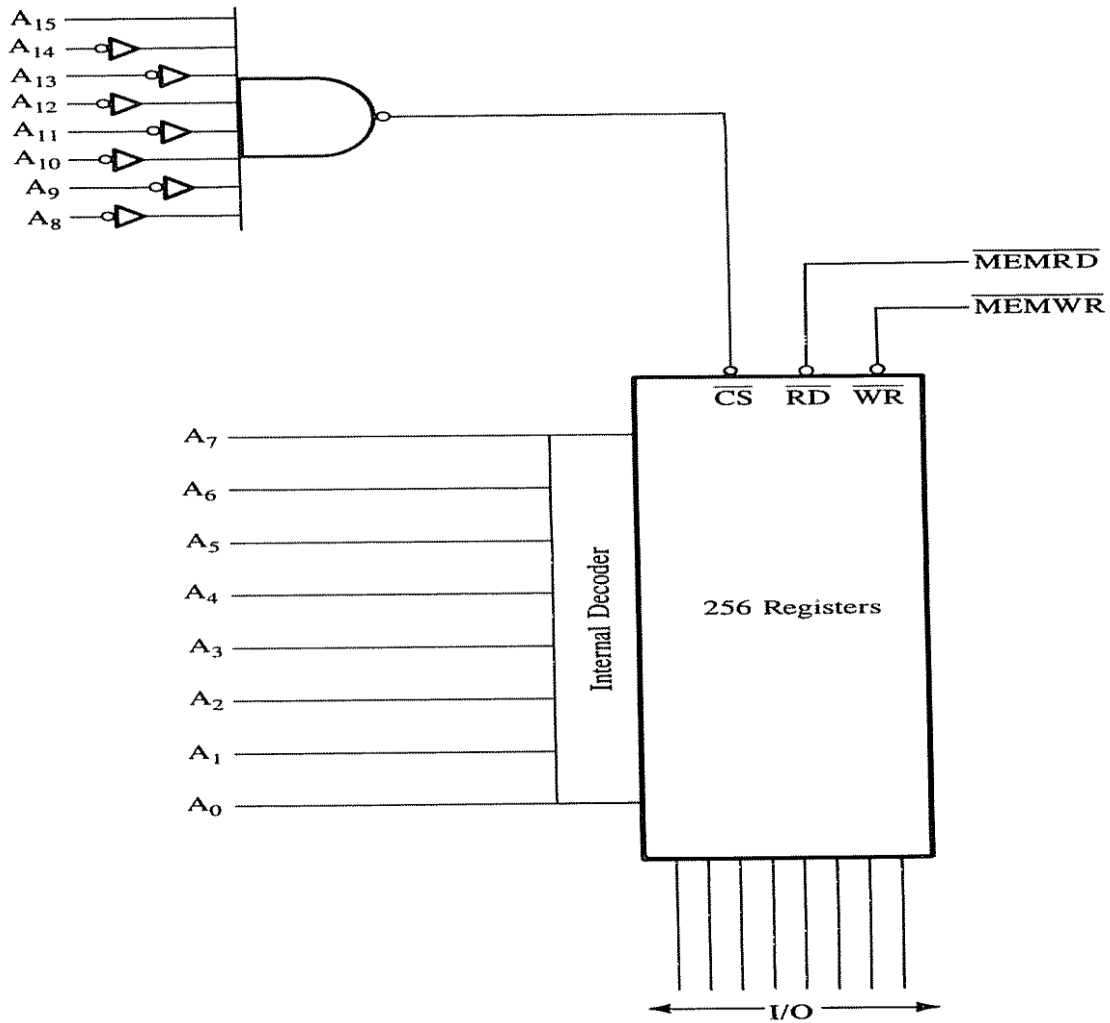 A₁₅
A₁₄
A₁₃
A₁₂
A₁₁
A₁₀
A₉
A₈
MEMRD
MEMWR
CS RD WR
A₇
A₆
A₅
A₄
A₃
A₂
A₁
A₀
Internal Decoder
256 Registers
I/O